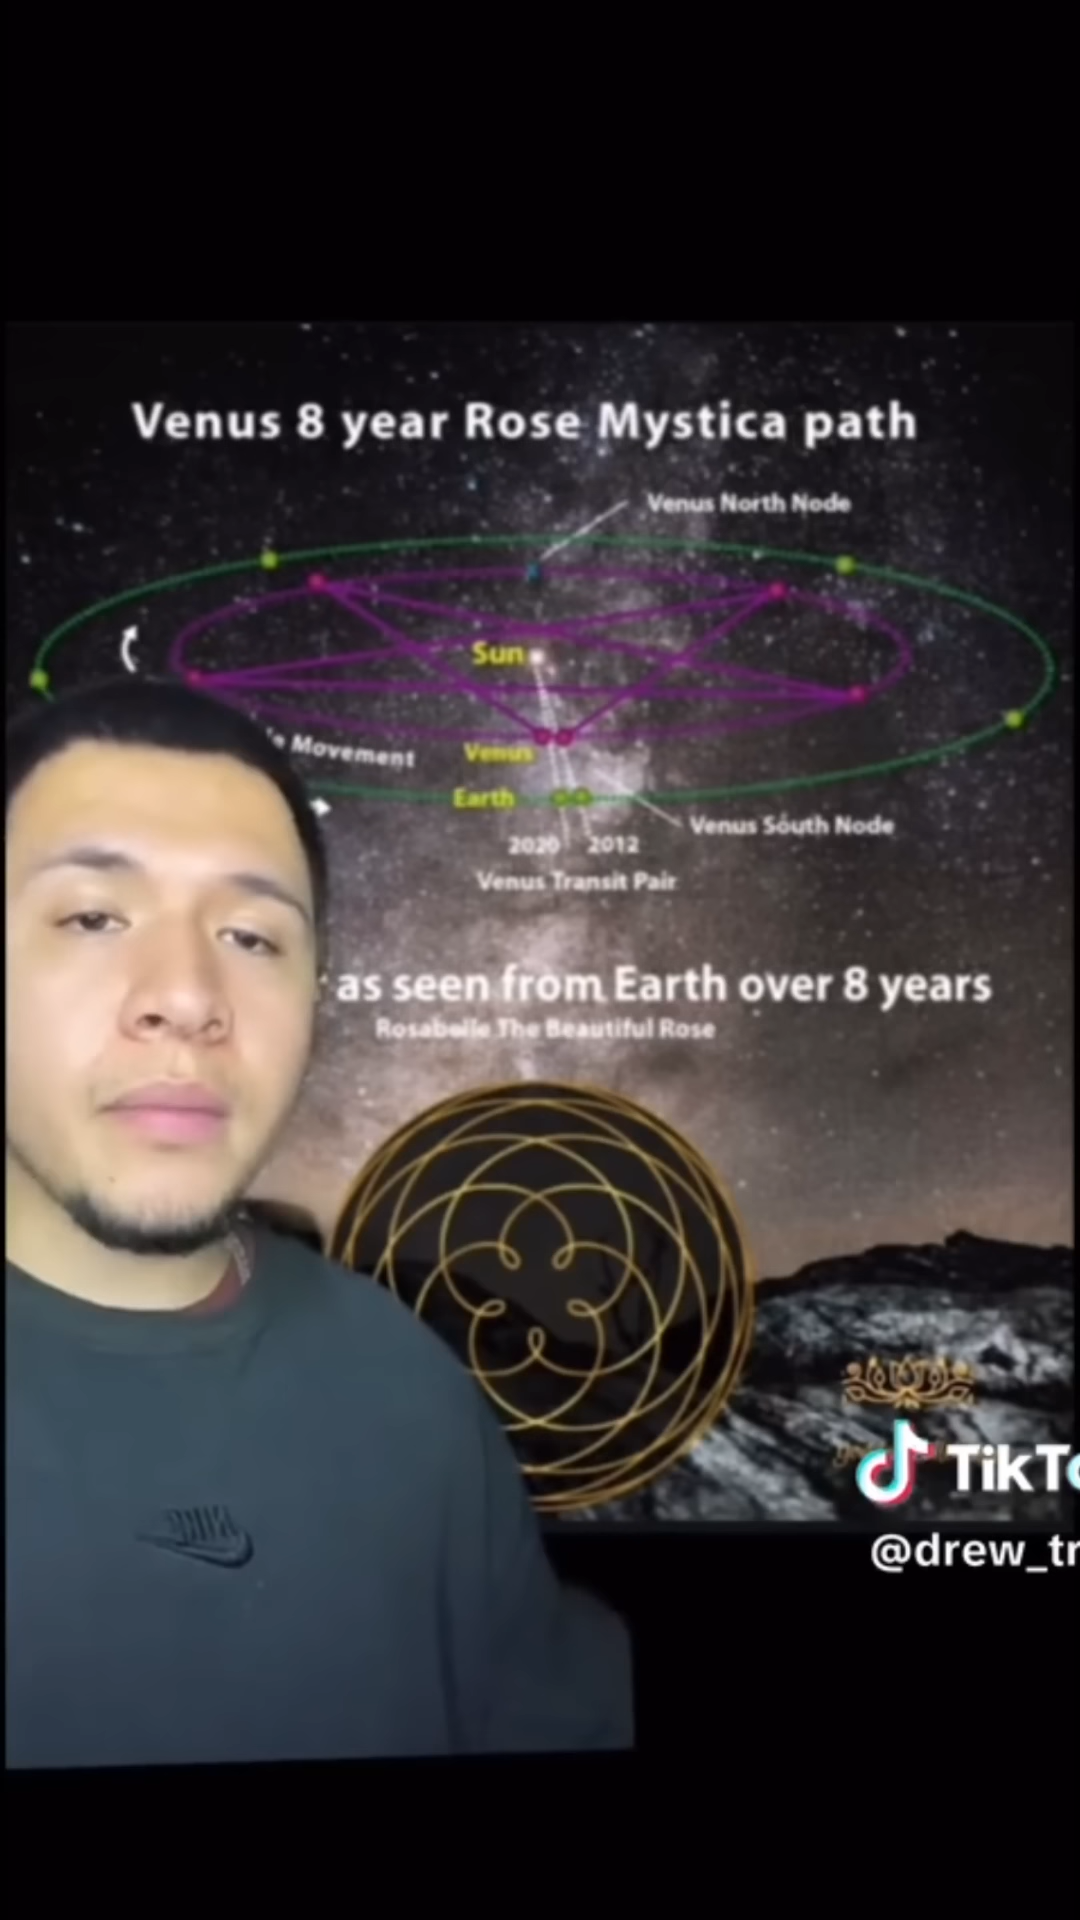 Venus 8 year Rose Mystica path
Venus North Node
Sun
Movement
Venus
Earth
Venus South Node
2020 2012
Venus Transit Pair
as seen from Earth over 8 years
Rosabelle The Beautiful Rose
NIKE
TikTo
@drew_tr